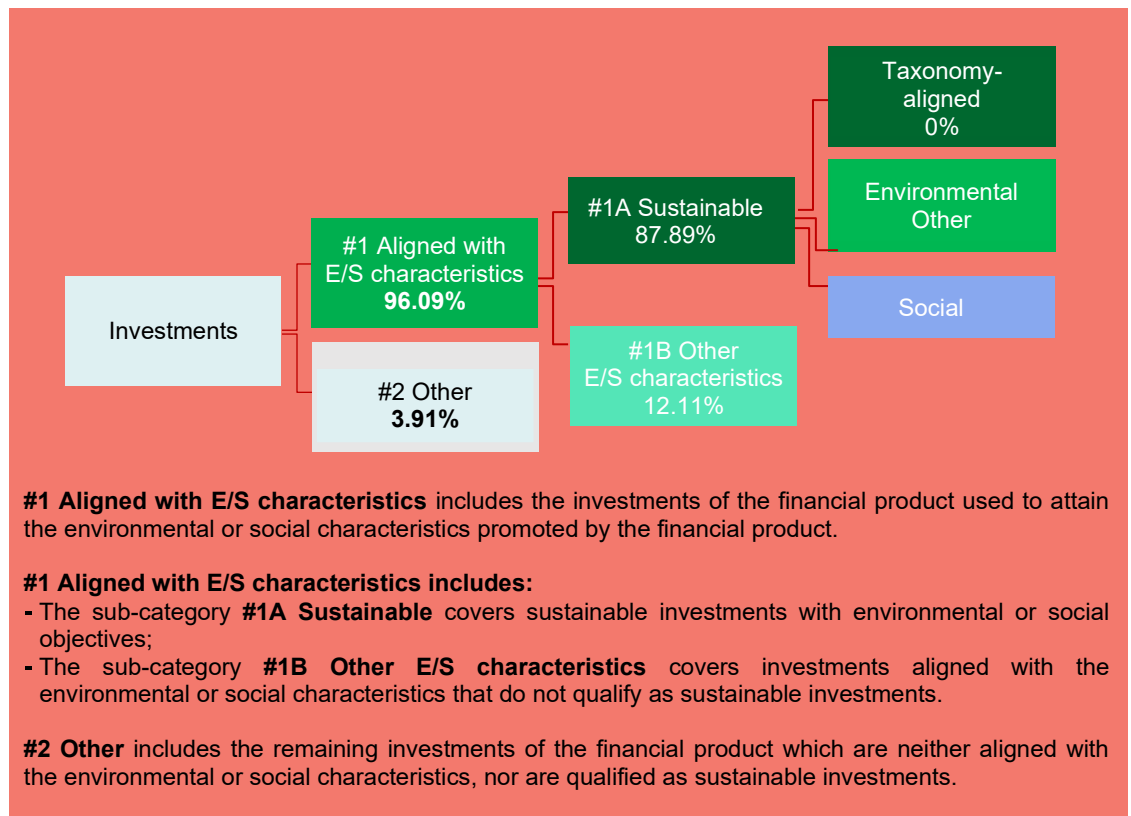 Taxonomy-
aligned
0%
Environmental
Other
#1A Sustainable
87.89%
#1 Aligned with
E/S characteristics
96.09%
Social
Investments
#1B Other
E/S characteristics
12.11%
#2 Other
3.91%
#1 Aligned with E/S characteristics includes the investments of the financial product used to attain
the environmental or social characteristics promoted by the financial product.
#1 Aligned with E/S characteristics includes:
- The sub-category #1A Sustainable covers sustainable investments with environmental or social
objectives;
- The sub-category #1B Other E/S characteristics covers investments aligned with the
environmental or social characteristics that do not qualify as sustainable investments.
#2 Other includes the remaining investments of the financial product which are neither aligned with
the environmental or social characteristics, nor are qualified as sustainable investments.